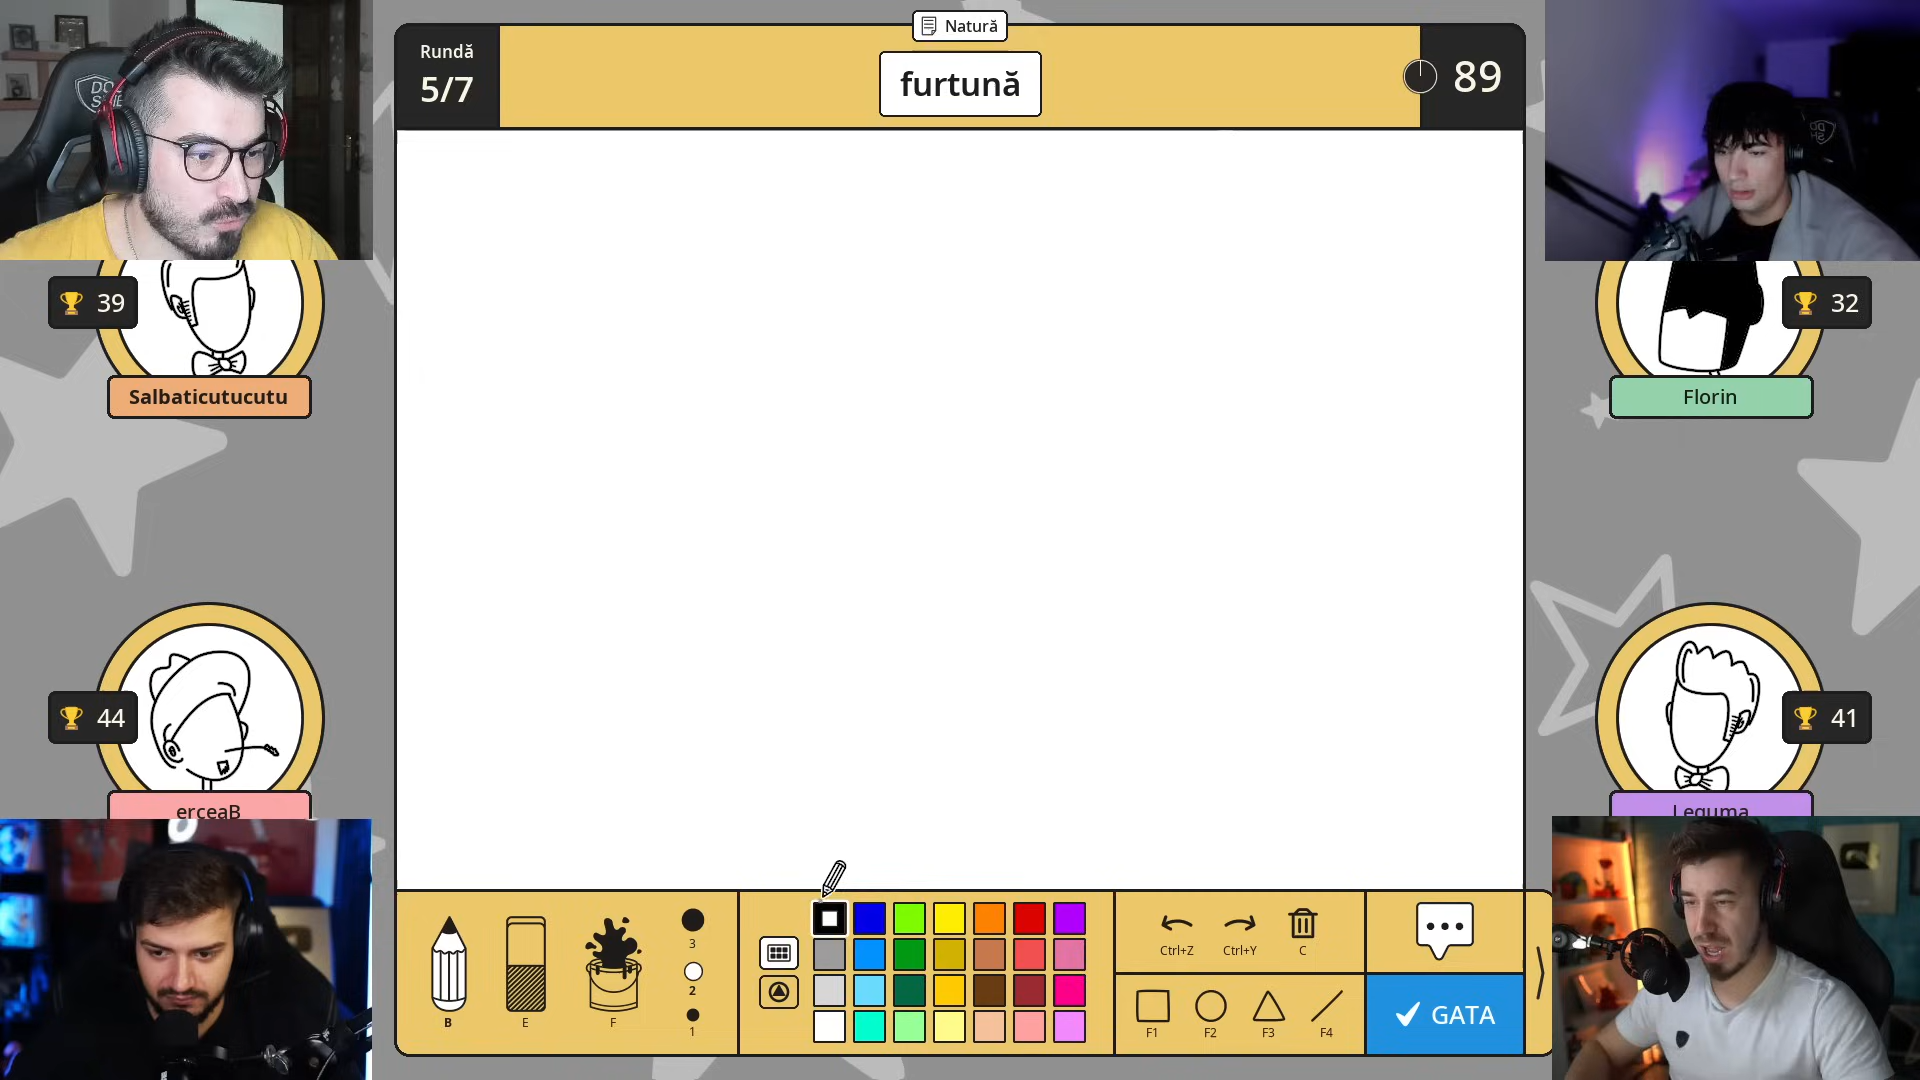 Natură
Rundă
5/7
furtună
89
39
Salbaticutucutu
32
Florin
44
erceaB
41
Leguma
B
E
F
3
2
1
Ctrl+Z
Ctrl+Y
C
F1
F2
F3
F4
GATA